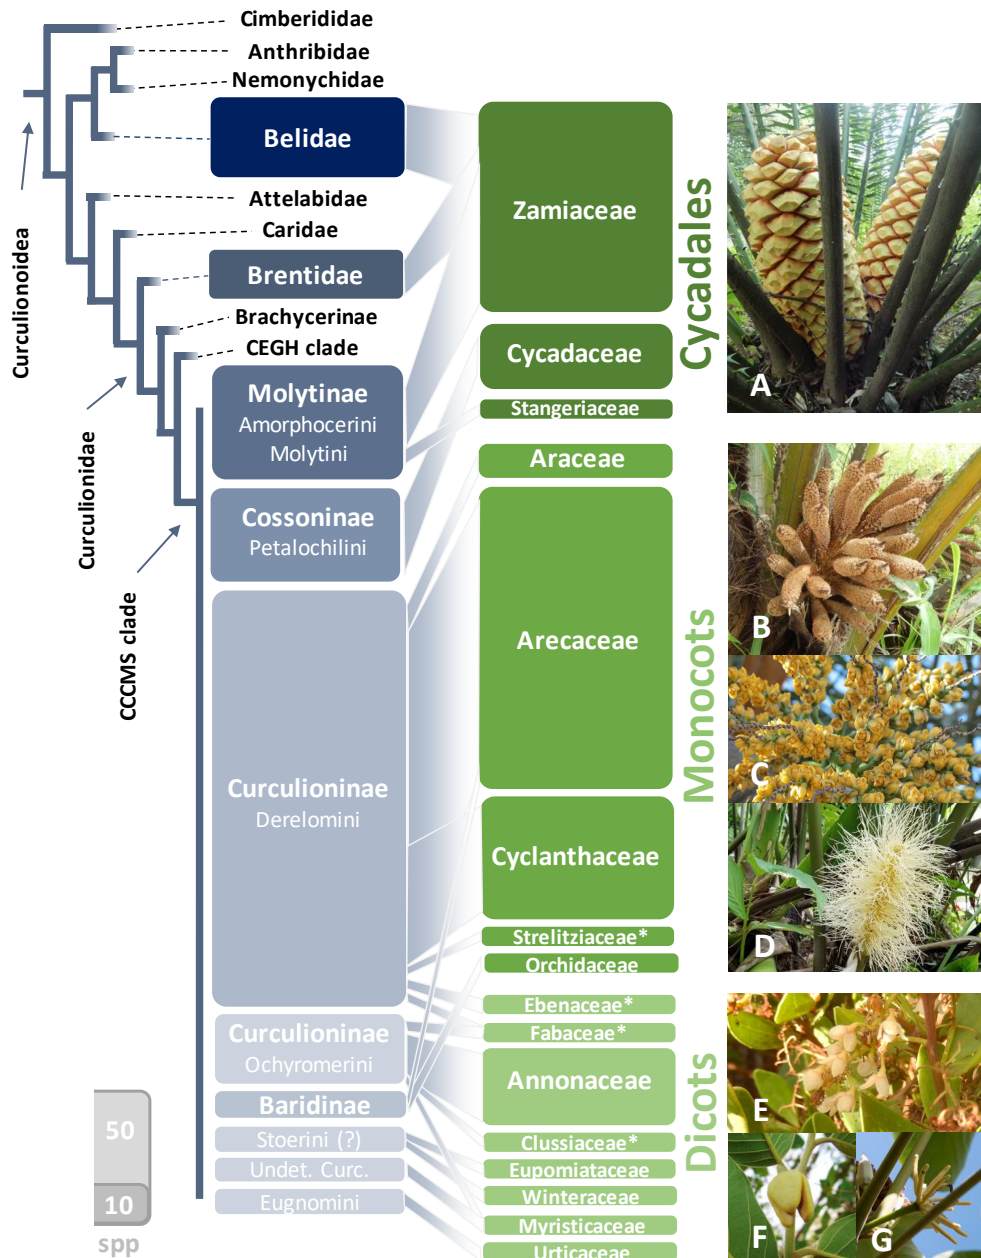 Cimberididae
Anthribidae
Nemonychidae
Belidae
Attelabidae
Caridae
Brentidae
Brachycerinae
CEGH clade
Molytinae
Amorphocerini
Molytini
Cossoninae
Petalochilini
Curculioninae
Derelomini
Curculioninae
Ochyromerini
Baridinae
Stoerini (?)
Undet. Curc.
Eugnomini
Curculionoidea
Curculionidae
CCCMS clade
50
10
spp
Zamiaceae
Cycadaceae
Stangeriaceae
Araceae
Arecaceae
Cyclanthaceae
Strelitziaceae*
Orchidaceae
Ebenaceae*
Fabaceae*
Annonaceae
Clussiaceae*
Eupomiataceae
Winteraceae
Myristicaceae
Urticaceae
Cycadales
Monocots
Dicots
A
B
C
D
E
F
G